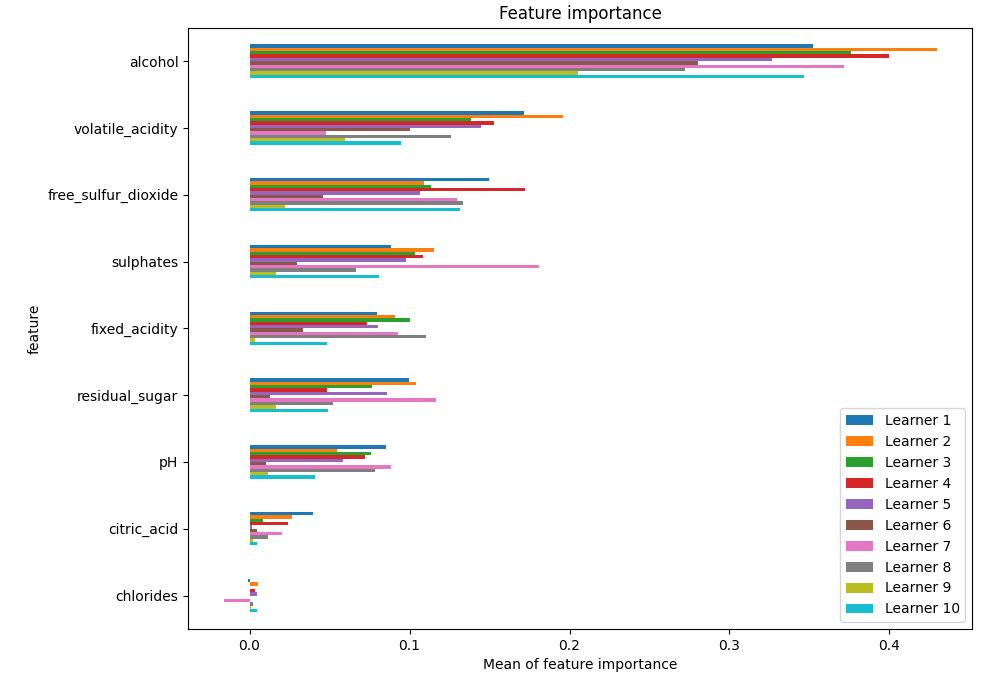 Feature importance
alcohol
volatile_acidity
free_sulfur_dioxide
sulphates
fixed_acidity
residual_sugar
pH
citric_acid
chlorides
feature
0.0 0.1 0.2 0.3 0.4
Mean of feature importance
Learner 1
Learner 2
Learner 3
Learner 4
Learner 5
Learner 6
Learner 7
Learner 8
Learner 9
Learner 10